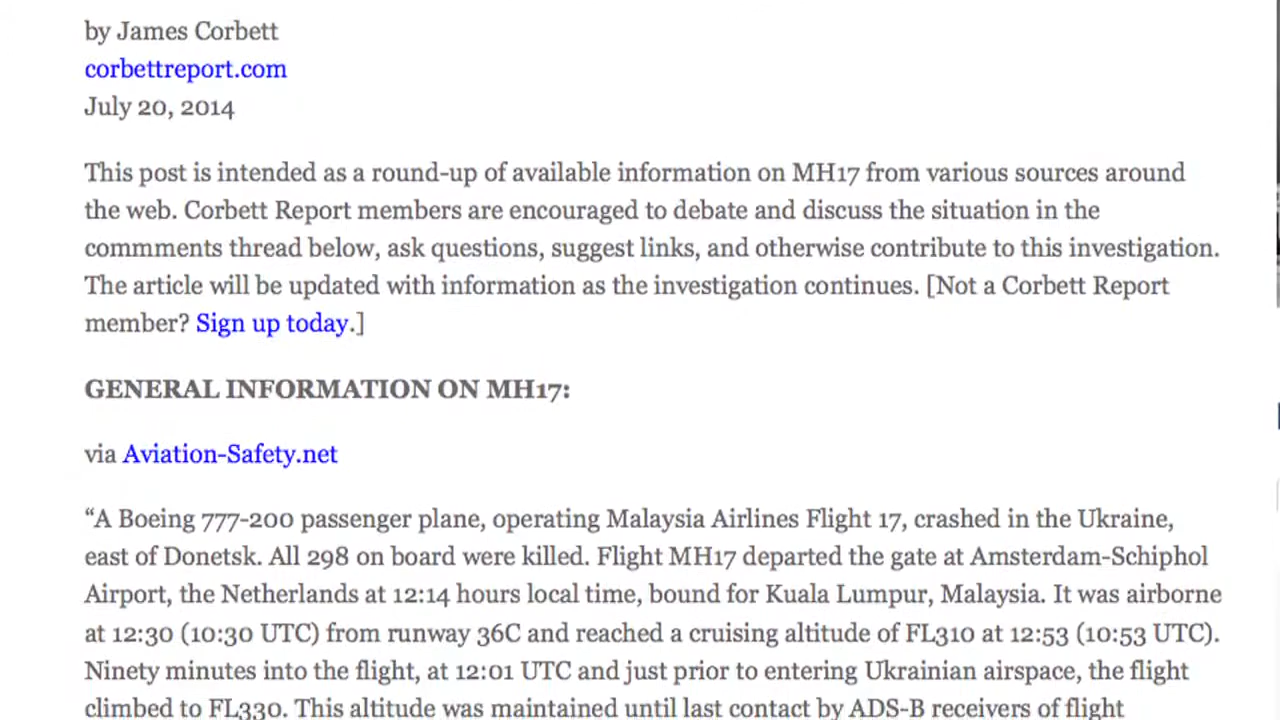 by James Corbett
corbettreport.com
July 20, 2014
This post is intended as a round-up of available information on MH17 from various sources around
the web. Corbett Report members are encouraged to debate and discuss the situation in the
commments thread below, ask questions, suggest links, and otherwise contribute to this investigation.
The article will be updated with information as the investigation continues. [Not a Corbett Report
member? Sign up today.]
GENERAL INFORMATION ON MH17:
via Aviation-Safety.net
“A Boeing 777-200 passenger plane, operating Malaysia Airlines Flight 17, crashed in the Ukraine,
east of Donetsk. All 298 on board were killed. Flight MH17 departed the gate at Amsterdam-Schiphol
Airport, the Netherlands at 12:14 hours local time, bound for Kuala Lumpur, Malaysia. It was airborne
at 12:30 (10:30 UTC) from runway 36C and reached a cruising altitude of FL310 at 12:53 (10:53 UTC).
Ninety minutes into the flight, at 12:01 UTC and just prior to entering Ukrainian airspace, the flight
climbed to FL330. This altitude was maintained until last contact by ADS-B receivers of flight